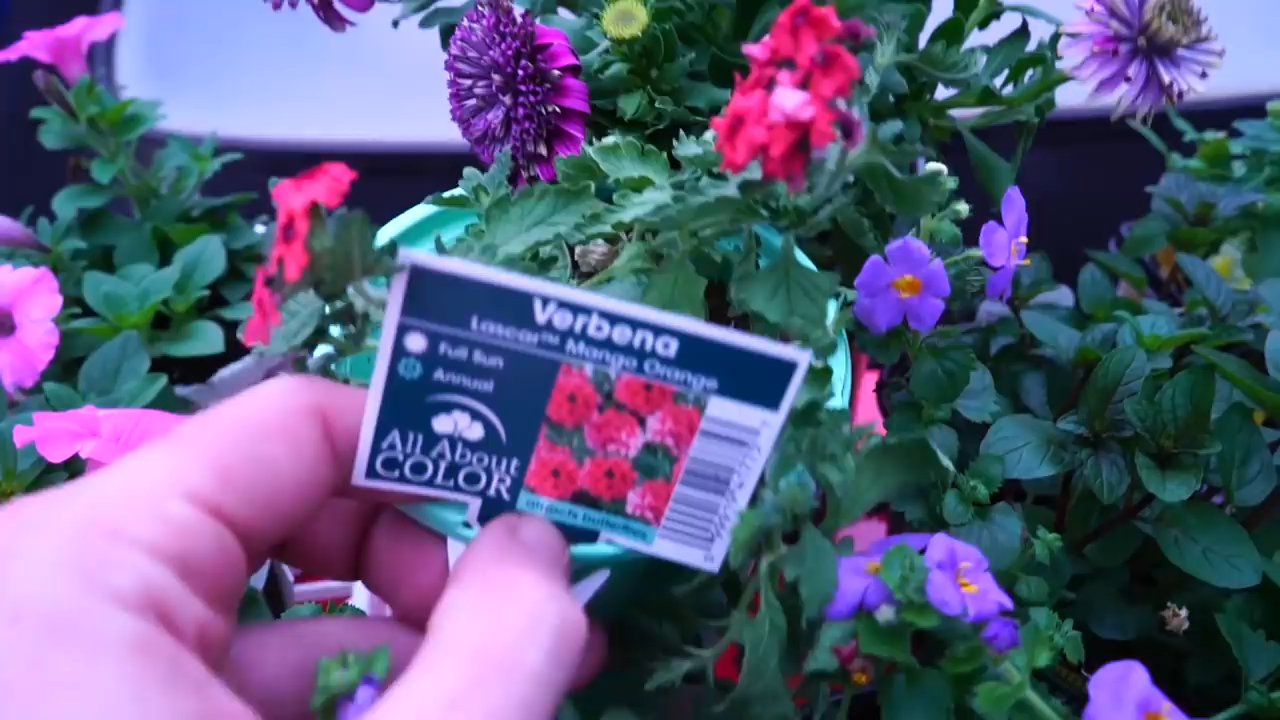 Verbena
Lascar™ Mango Orange
Full Sun
Annual
All About
COLOR
attracts butterflies